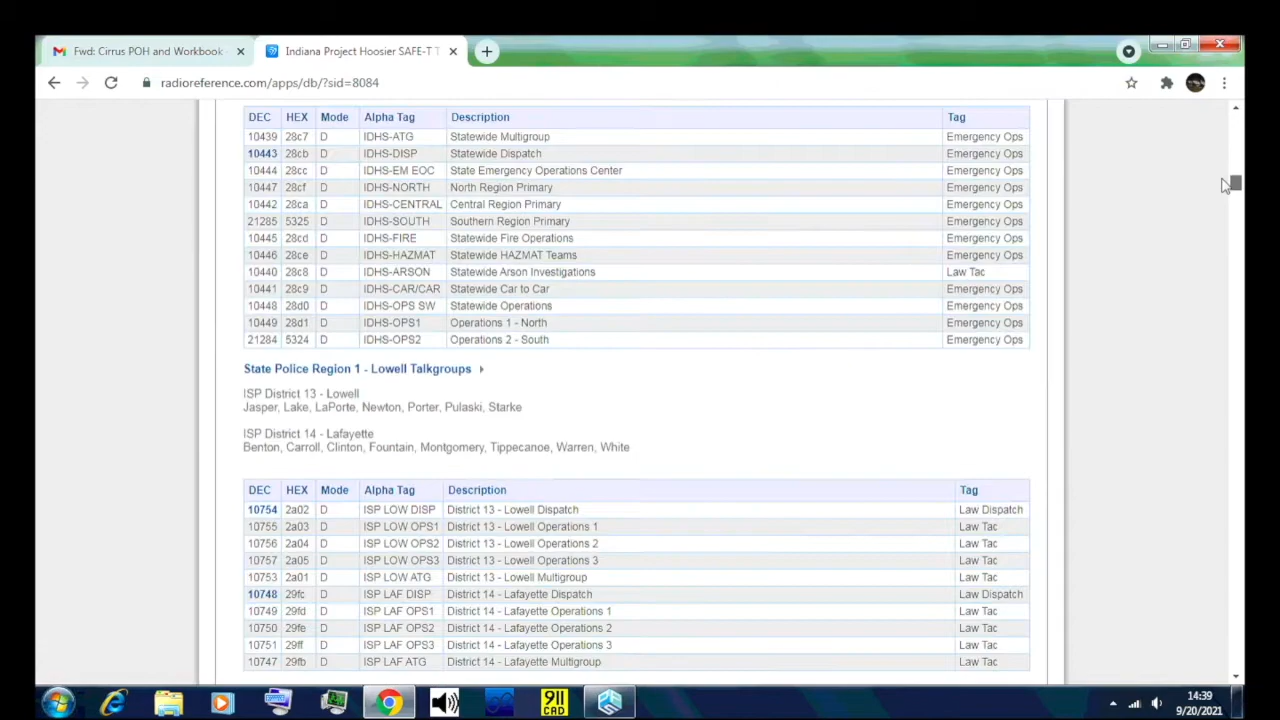 Fwd: Cirrus POH and Workbook
Indiana Project Hoosier SAFE-T T
radioreference.com/apps/db/?sid=8084
DEC HEX Mode Alpha Tag Description Tag
10439 28c7 D IDHS-ATG Statewide Multigroup Emergency Ops
10443 28cb D IDHS-DISP Statewide Dispatch Emergency Ops
10444 28cc D IDHS-EM EOC State Emergency Operations Center Emergency Ops
10447 28cf D IDHS-NORTH North Region Primary Emergency Ops
10442 28ca D IDHS-CENTRAL Central Region Primary Emergency Ops
21285 5325 D IDHS-SOUTH Southern Region Primary Emergency Ops
10445 28cd D IDHS-FIRE Statewide Fire Operations Emergency Ops
10446 28ce D IDHS-HAZMAT Statewide HAZMAT Teams Emergency Ops
10440 28c8 D IDHS-ARSON Statewide Arson Investigations Law Tac
10441 28c9 D IDHS-CAR/CAR Statewide Car to Car Emergency Ops
10448 28d0 D IDHS-OPS SW Statewide Operations Emergency Ops
10449 28d1 D IDHS-OPS1 Operations 1 - North Emergency Ops
21284 5324 D IDHS-OPS2 Operations 2 - South Emergency Ops
State Police Region 1 - Lowell Talkgroups
ISP District 13 - Lowell
Jasper, Lake, LaPorte, Newton, Porter, Pulaski, Starke
ISP District 14 - Lafayette
Benton, Carroll, Clinton, Fountain, Montgomery, Tippecanoe, Warren, White
DEC HEX Mode Alpha Tag Description Tag
10754 2a02 D ISP LOW DISP District 13 - Lowell Dispatch Law Dispatch
10755 2a03 D ISP LOW OPS1 District 13 - Lowell Operations 1 Law Tac
10756 2a04 D ISP LOW OPS2 District 13 - Lowell Operations 2 Law Tac
10757 2a05 D ISP LOW OPS3 District 13 - Lowell Operations 3 Law Tac
10753 2a01 D ISP LOW ATG District 13 - Lowell Multigroup Law Tac
10748 29fc D ISP LAF DISP District 14 - Lafayette Dispatch Law Dispatch
10749 29fd D ISP LAF OPS1 District 14 - Lafayette Operations 1 Law Tac
10750 29fe D ISP LAF OPS2 District 14 - Lafayette Operations 2 Law Tac
10751 29ff D ISP LAF OPS3 District 14 - Lafayette Operations 3 Law Tac
10747 29fb D ISP LAF ATG District 14 - Lafayette Multigroup Law Tac
911
CAD
14:39
9/20/2021